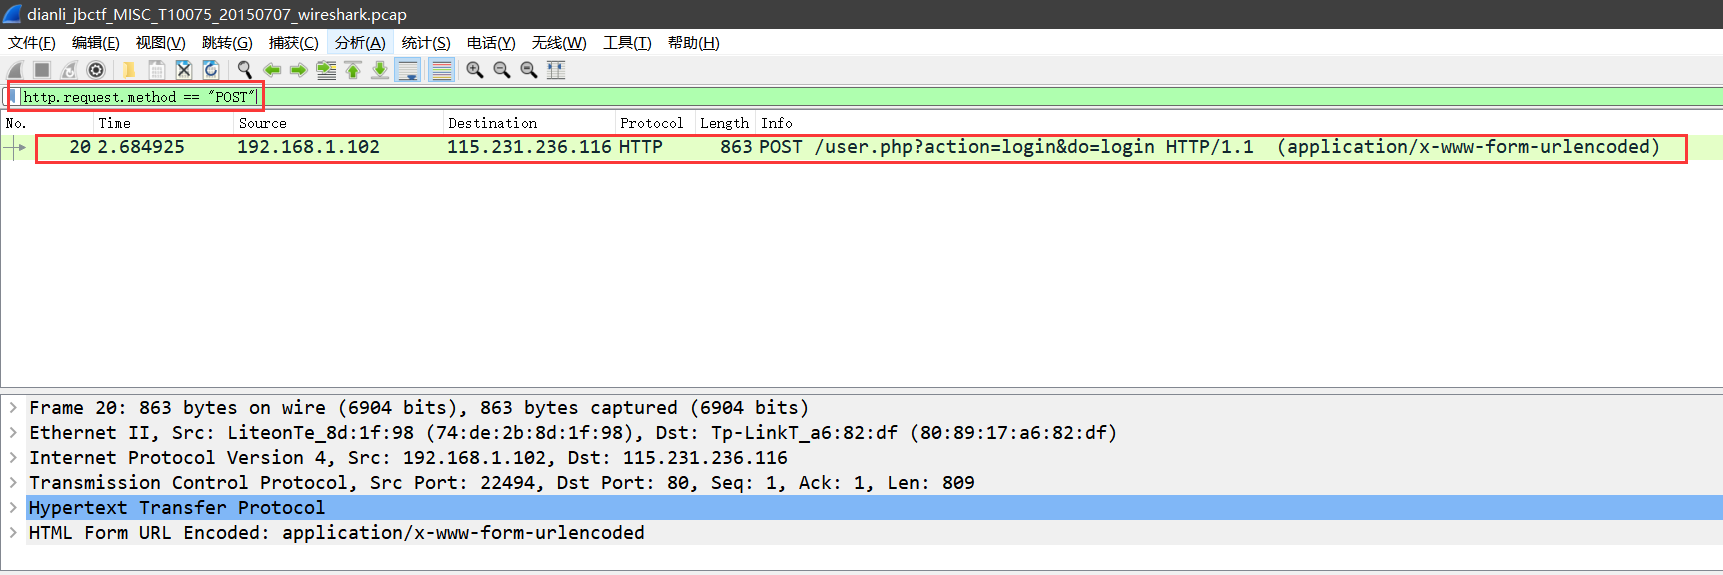 dianli_jbctf_MISC_T10075_20150707_wireshark.pcap
文件(F) 编辑(E) 视图(V) 跳转(G) 捕获(C) 分析(A) 统计(S) 电话(Y) 无线(W) 工具(T) 帮助(H)
http.request.method == "POST"
No. Time Source Destination Protocol Length Info
20 2.684925 192.168.1.102 115.231.236.116 HTTP 863 POST /user.php?action=login&do=login HTTP/1.1 (application/x-www-form-urlencoded)
Frame 20: 863 bytes on wire (6904 bits), 863 bytes captured (6904 bits)
Ethernet II, Src: LiteonTe_8d:1f:98 (74:de:2b:8d:1f:98), Dst: Tp-LinkT_a6:82:df (80:89:17:a6:82:df)
Internet Protocol Version 4, Src: 192.168.1.102, Dst: 115.231.236.116
Transmission Control Protocol, Src Port: 22494, Dst Port: 80, Seq: 1, Ack: 1, Len: 809
Hypertext Transfer Protocol
HTML Form URL Encoded: application/x-www-form-urlencoded